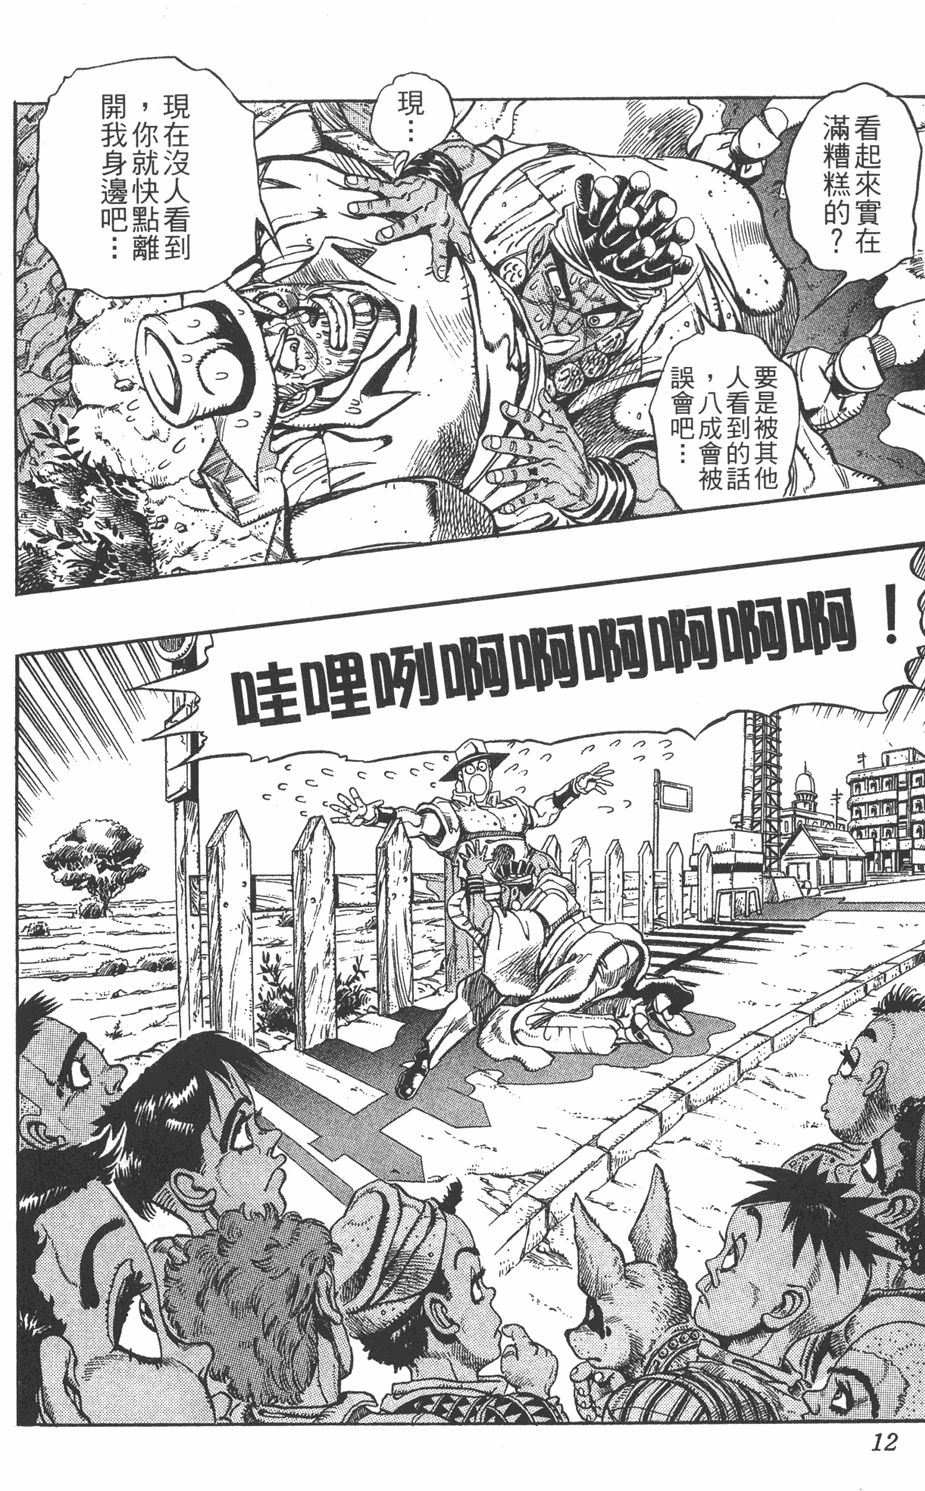 看起來實在
滿糟糕的？
要是被其他
人看到的話
，八成會被
誤會吧…
現…
現在沒人看到
，你就快點離
開我身邊吧…
哇哩咧啊啊啊啊啊啊！
12